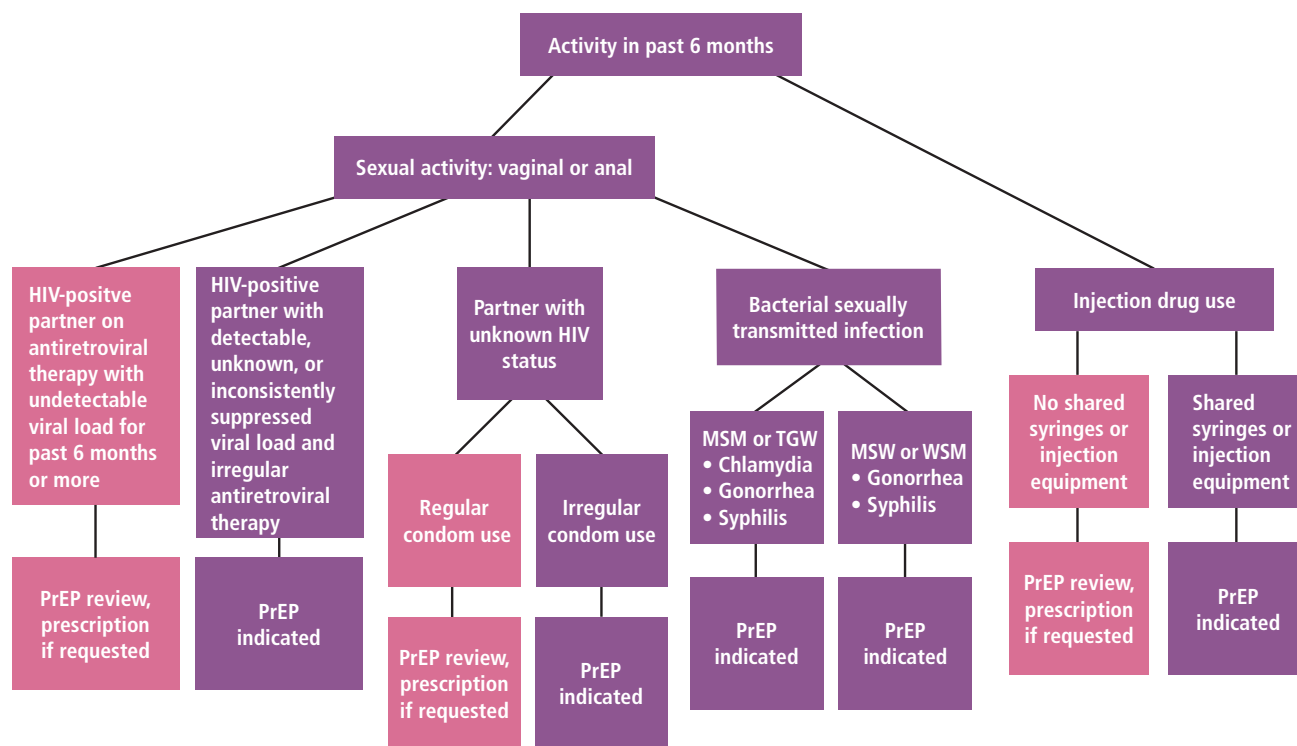 Activity in past 6 months
Sexual activity: vaginal or anal
HIV-positve
partner on
antiretroviral
therapy with
undetectable
viral load for
past 6 months
or more
HIV-positive
partner with
detectable,
unknown, or
inconsistently
suppressed
viral load and
irregular
antiretroviral
therapy
Partner with
unknown HIV
status
Bacterial sexually
transmitted infection
Injection drug use
Regular
condom use
Irregular
condom use
MSM or TGW
• Chlamydia
• Gonorrhea
• Syphilis
MSW or WSM
• Gonorrhea
• Syphilis
No shared
syringes or
injection
equipment
Shared
syringes or
injection
equipment
PrEP review,
prescription
if requested
PrEP
indicated
PrEP review,
prescription
if requested
PrEP
indicated
PrEP
indicated
PrEP
indicated
PrEP review,
prescription
if requested
PrEP
indicated